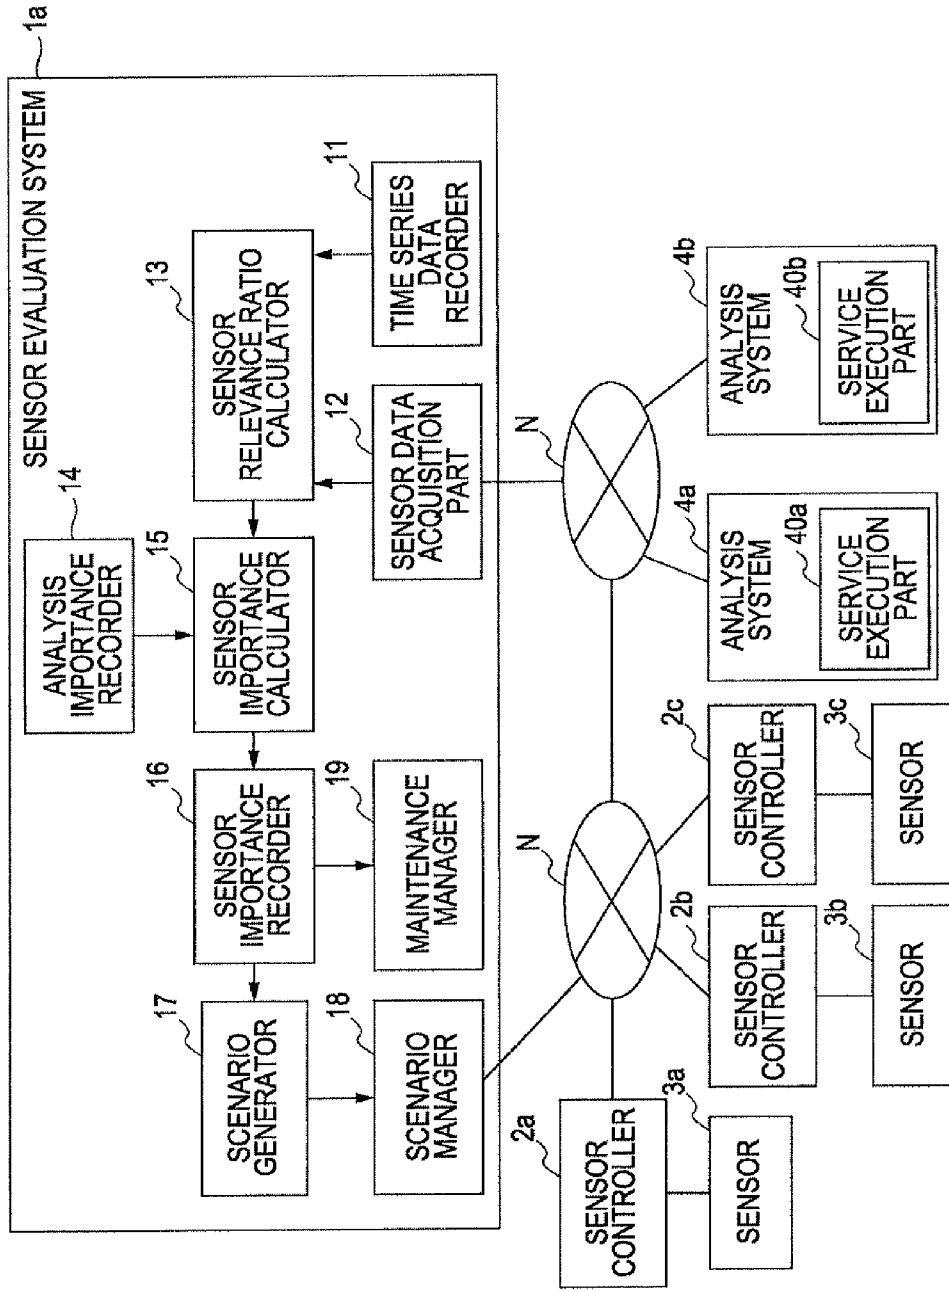 SENSOR EVALUATION SYSTEM
1a
14
ANALYSIS
IMPORTANCE
RECORDER
17
SCENARIO
GENERATOR
16
SENSOR
IMPORTANCE
RECORDER
15
SENSOR
IMPORTANCE
CALCULATOR
13
SENSOR
RELEVANCE RATIO
CALCULATOR
18
SCENARIO
MANAGER
19
MAINTENANCE
MANAGER
12
SENSOR DATA
ACQUISITION
PART
11
TIME SERIES
DATA
RECORDER
N
N
2a
SENSOR
CONTROLLER
3a
SENSOR
2b
SENSOR
CONTROLLER
3b
SENSOR
2c
SENSOR
CONTROLLER
3c
SENSOR
4a
ANALYSIS
SYSTEM
40a
SERVICE
EXECUTION
PART
4b
ANALYSIS
SYSTEM
40b
SERVICE
EXECUTION
PART